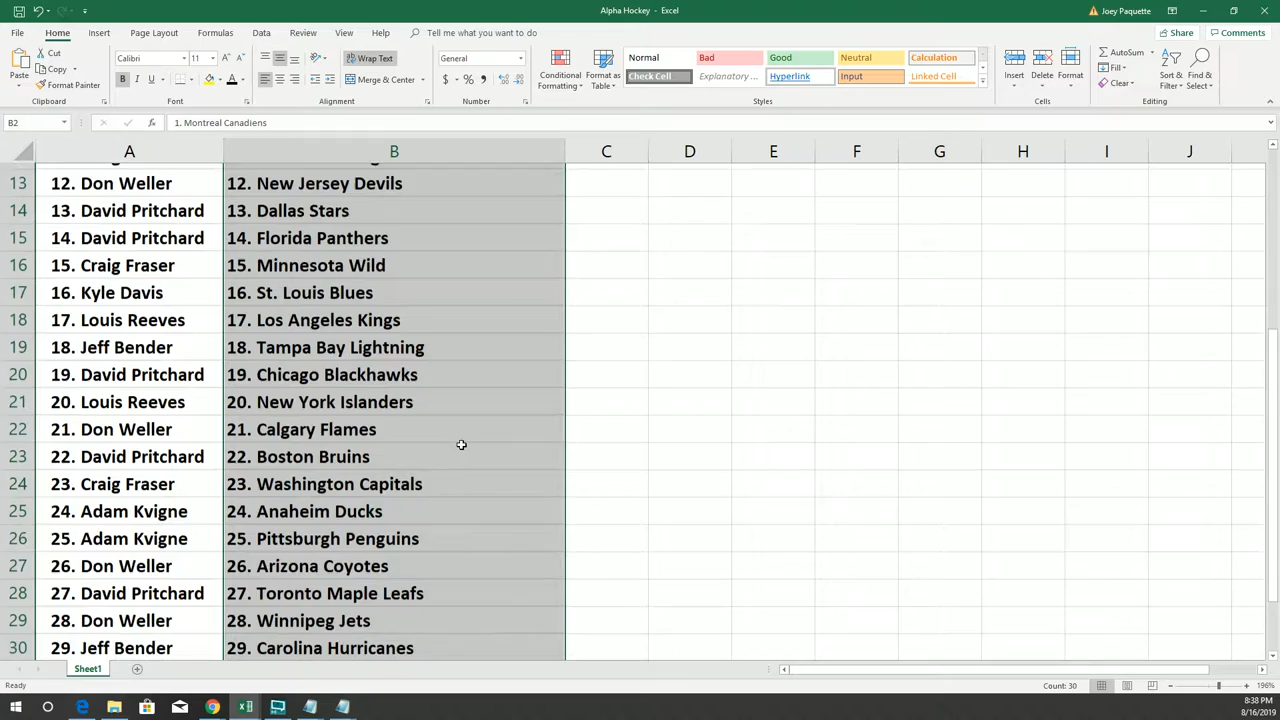 Alpha Hockey - Excel
Joey Paquette
File Home Insert Page Layout Formulas Data Review View Help Tell me what you want to do Share Comments
Paste Cut Copy Format Painter
Calibri 11
B I U
Wrap Text
Merge & Center
General
$ % ,
Conditional Formatting Format as Table
Normal Bad Good Neutral Calculation
Check Cell Explanatory ... Hyperlink Input Linked Cell
Insert Delete Format
AutoSum Fill Clear
Sort & Filter Find & Select
Clipboard Font Alignment Number Styles Cells Editing
B2 fx 1. Montreal Canadiens
A B C D E F G H I J
13 12. Don Weller 12. New Jersey Devils
14 13. David Pritchard 13. Dallas Stars
15 14. David Pritchard 14. Florida Panthers
16 15. Craig Fraser 15. Minnesota Wild
17 16. Kyle Davis 16. St. Louis Blues
18 17. Louis Reeves 17. Los Angeles Kings
19 18. Jeff Bender 18. Tampa Bay Lightning
20 19. David Pritchard 19. Chicago Blackhawks
21 20. Louis Reeves 20. New York Islanders
22 21. Don Weller 21. Calgary Flames
23 22. David Pritchard 22. Boston Bruins
24 23. Craig Fraser 23. Washington Capitals
25 24. Adam Kvigne 24. Anaheim Ducks
26 25. Adam Kvigne 25. Pittsburgh Penguins
27 26. Don Weller 26. Arizona Coyotes
28 27. David Pritchard 27. Toronto Maple Leafs
29 28. Don Weller 28. Winnipeg Jets
30 29. Jeff Bender 29. Carolina Hurricanes
Sheet1
Ready Count: 30 196%
8:38 PM
8/16/2019